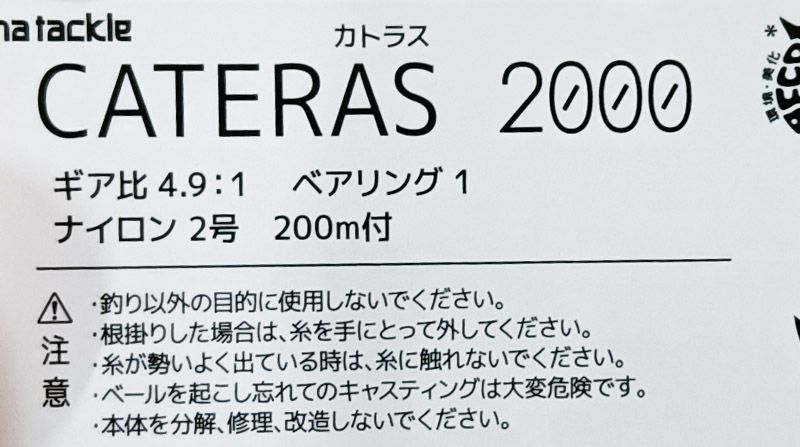 na tackle
カトラス
CATERAS 2000
ギア比 4.9:1 ベアリング 1
ナイロン 2号 200m付
注意
・釣り以外の目的に使用しないでください。
・根掛りした場合は、糸を手にとって外してください。
・糸が勢いよく出ている時は、糸に触れないでください。
・ベールを起こし忘れてのキャスティングは大変危険です。
・本体を分解、修理、改造しないでください。
環境・美化